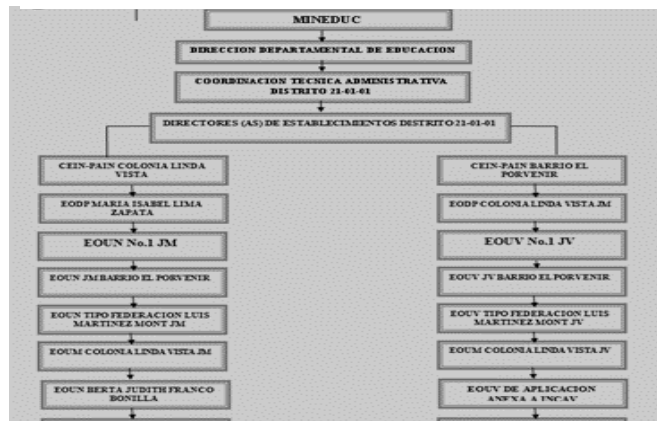 MINEDUC
DIRECCION DEPARTAMENTAL DE EDUCACION
COORDINACION TECNICA ADMINISTRATIVA
DISTRITO 21-01-01
DIRECTORES (AS) DE ESTABLECIMIENTOS DISTRITO 21-01-01
CEIN-PAIN COLONIA LINDA
VISTA
EODP MARIA ISABEL LIMA
ZAPATA
EOUN No.1 JM
EOUN JM BARRIO EL PORVENIR
EOUN TIPO FEDERACION LUIS
MARTINEZ MONT JM
EOUM COLONIA LINDA VISTA JM
EOUN BERTA JUDITH FRANCO
BONILLA
CEIN-PAIN BARRIO EL
PORVENIR
EODP COLONIA LINDA VISTA JM
EOUV No.1 JV
EOUV JV BARRIO EL PORVENIR
EOUV TIPO FEDERACION LUIS
MARTINEZ MONT JV
EOUM COLONIA LINDA VISTA JV
EOUV DE APLICACION
ANEXA A INCAV